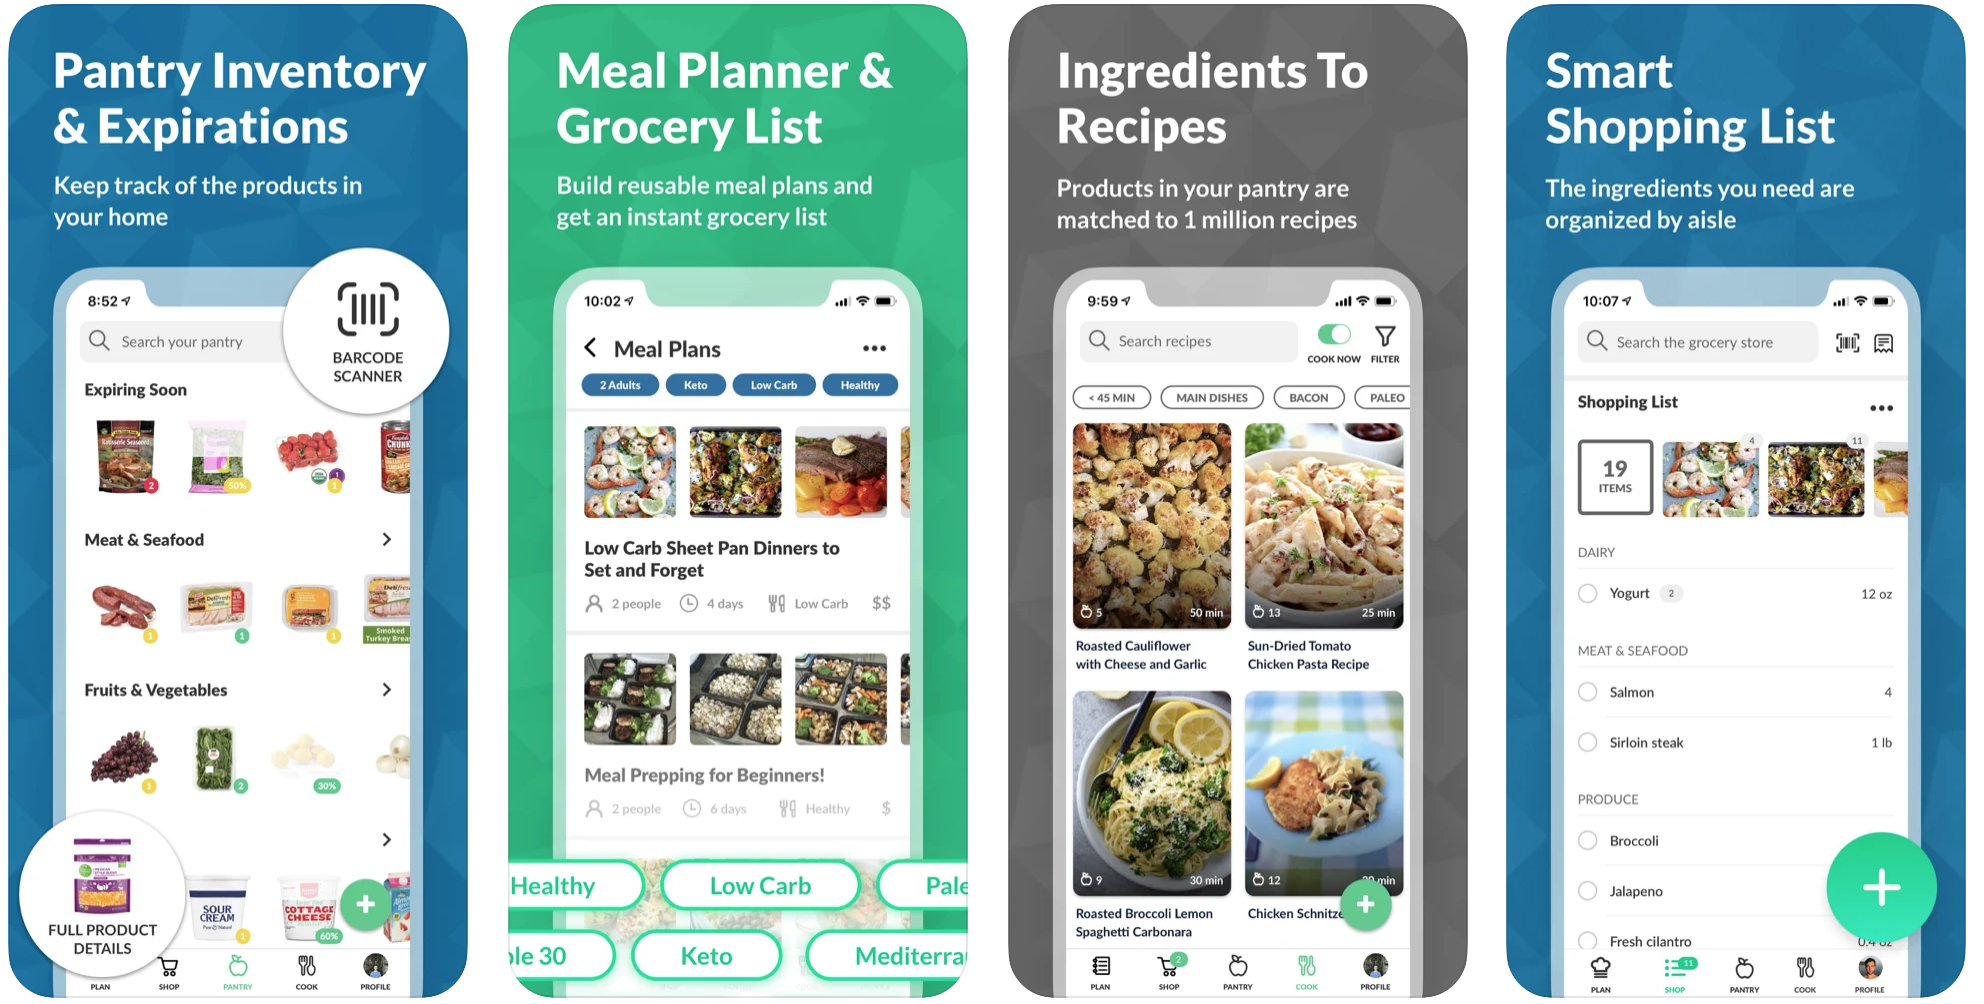 Pantry Inventory
& Expirations
Keep track of the products in
your home
8:52
Search your pantry
BARCODE
SCANNER
Expiring Soon
2
50%
1
1
Meat & Seafood
1
1
1
Smoked
Turkey Breas
Fruits & Vegetables
1
2
30%
SOUR
CREAM
1
COTTAGE
CHEESE
60%
+
FULL PRODUCT
DETAILS
PLAN
SHOP
PANTRY
COOK
PROFILE
Meal Planner &
Grocery List
Build reusable meal plans and
get an instant grocery list
10:02
Meal Plans
2 Adults
Keto
Low Carb
Healthy
Low Carb Sheet Pan Dinners to
Set and Forget
2 people
4 days
Low Carb
$$
Meal Prepping for Beginners!
2 people
6 days
Healthy
$
Healthy
Low Carb
Pale
ole 30
Keto
Mediterra
Ingredients To
Recipes
Products in your pantry are
matched to 1 million recipes
9:59
Search recipes
COOK NOW
FILTER
< 45 MIN
MAIN DISHES
BACON
PALEO
5
50 min
13
25 min
Roasted Cauliflower
with Cheese and Garlic
Sun-Dried Tomato
Chicken Pasta Recipe
9
30 min
12
min
Roasted Broccoli Lemon
Spaghetti Carbonara
Chicken Schnitze
+
PLAN
2
SHOP
PANTRY
COOK
PROFILE
Smart
Shopping List
The ingredients you need are
organized by aisle
10:07
Search the grocery store
Shopping List
19
ITEMS
4
11
DAIRY
Yogurt 2 12 oz
MEAT & SEAFOOD
Salmon 4
Sirloin steak 1 lb
PRODUCE
Broccoli
Jalapeno
+
Fresh cilantro 0.4 oz
PLAN
11
SHOP
PANTRY
COOK
PROFILE